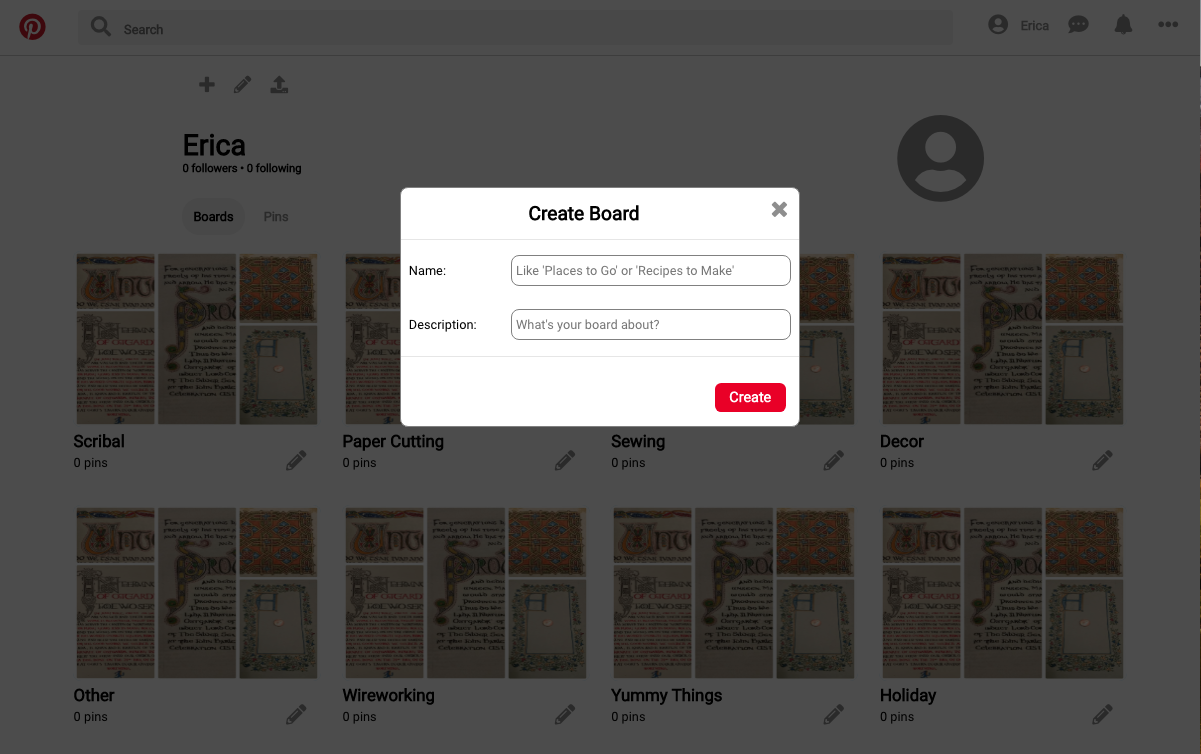 Search
Erica
Erica
0 followers • 0 following
Boards
Pins
Create Board
Name:
Like 'Places to Go' or 'Recipes to Make'
Description:
What's your board about?
Create
Scribal
0 pins
Paper Cutting
0 pins
Sewing
0 pins
Decor
0 pins
Other
0 pins
Wireworking
0 pins
Yummy Things
0 pins
Holiday
0 pins